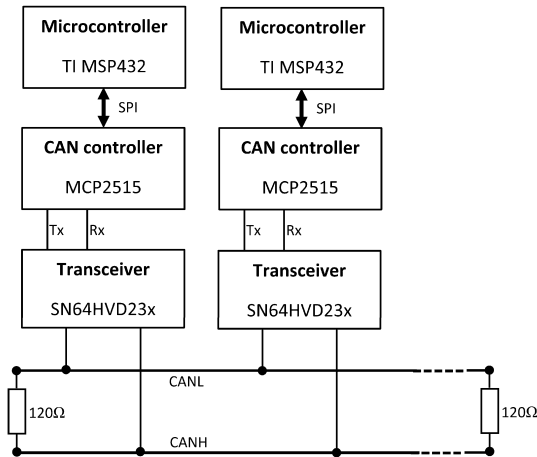 Microcontroller
TI MSP432
SPI
CAN controller
MCP2515
Tx
Rx
Transceiver
SN64HVD23x
Microcontroller
TI MSP432
SPI
CAN controller
MCP2515
Tx
Rx
Transceiver
SN64HVD23x
CANL
120Ω
120Ω
CANH